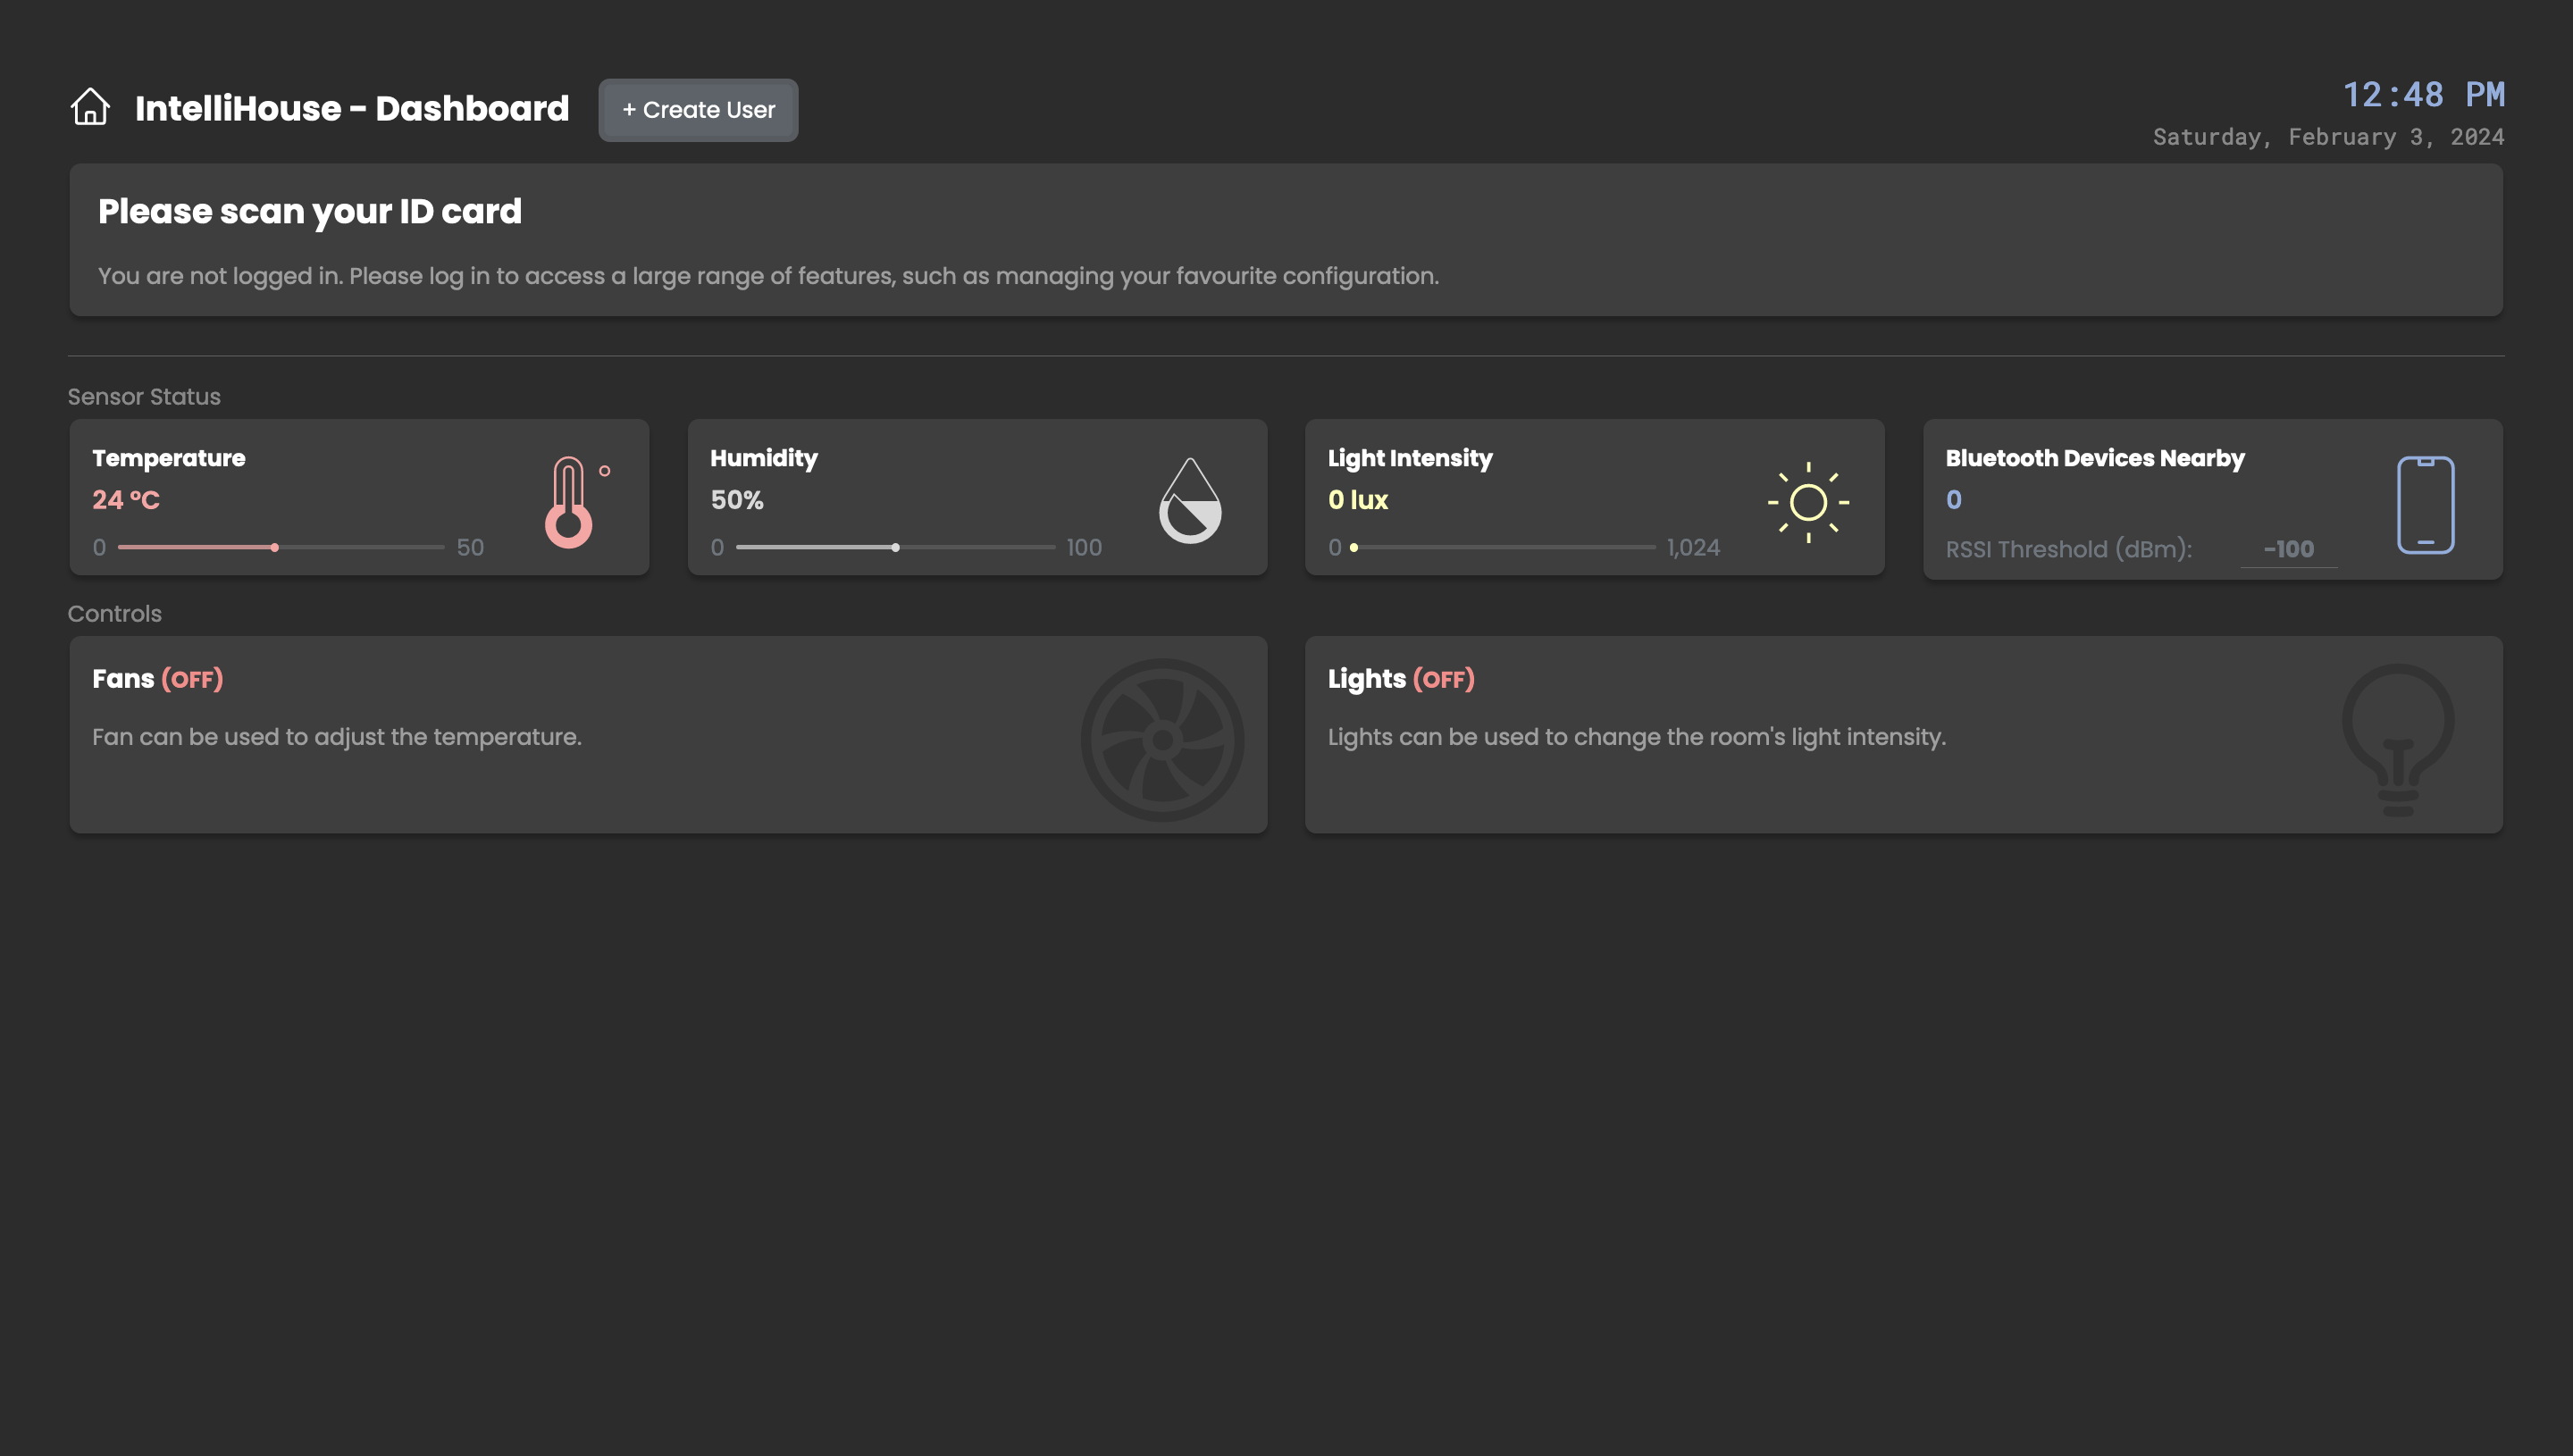 IntelliHouse - Dashboard
+ Create User
12:48 PM
Saturday, February 3, 2024
Please scan your ID card
You are not logged in. Please log in to access a large range of features, such as managing your favourite configuration.
Sensor Status
Temperature
24 °C
0 50
Humidity
50%
0 100
Light Intensity
0 lux
0 1,024
Bluetooth Devices Nearby
0
RSSI Threshold (dBm): -100
Controls
Fans (OFF)
Fan can be used to adjust the temperature.
Lights (OFF)
Lights can be used to change the room's light intensity.